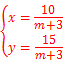 x = 10/(m+3)
y = 15/(m+3)